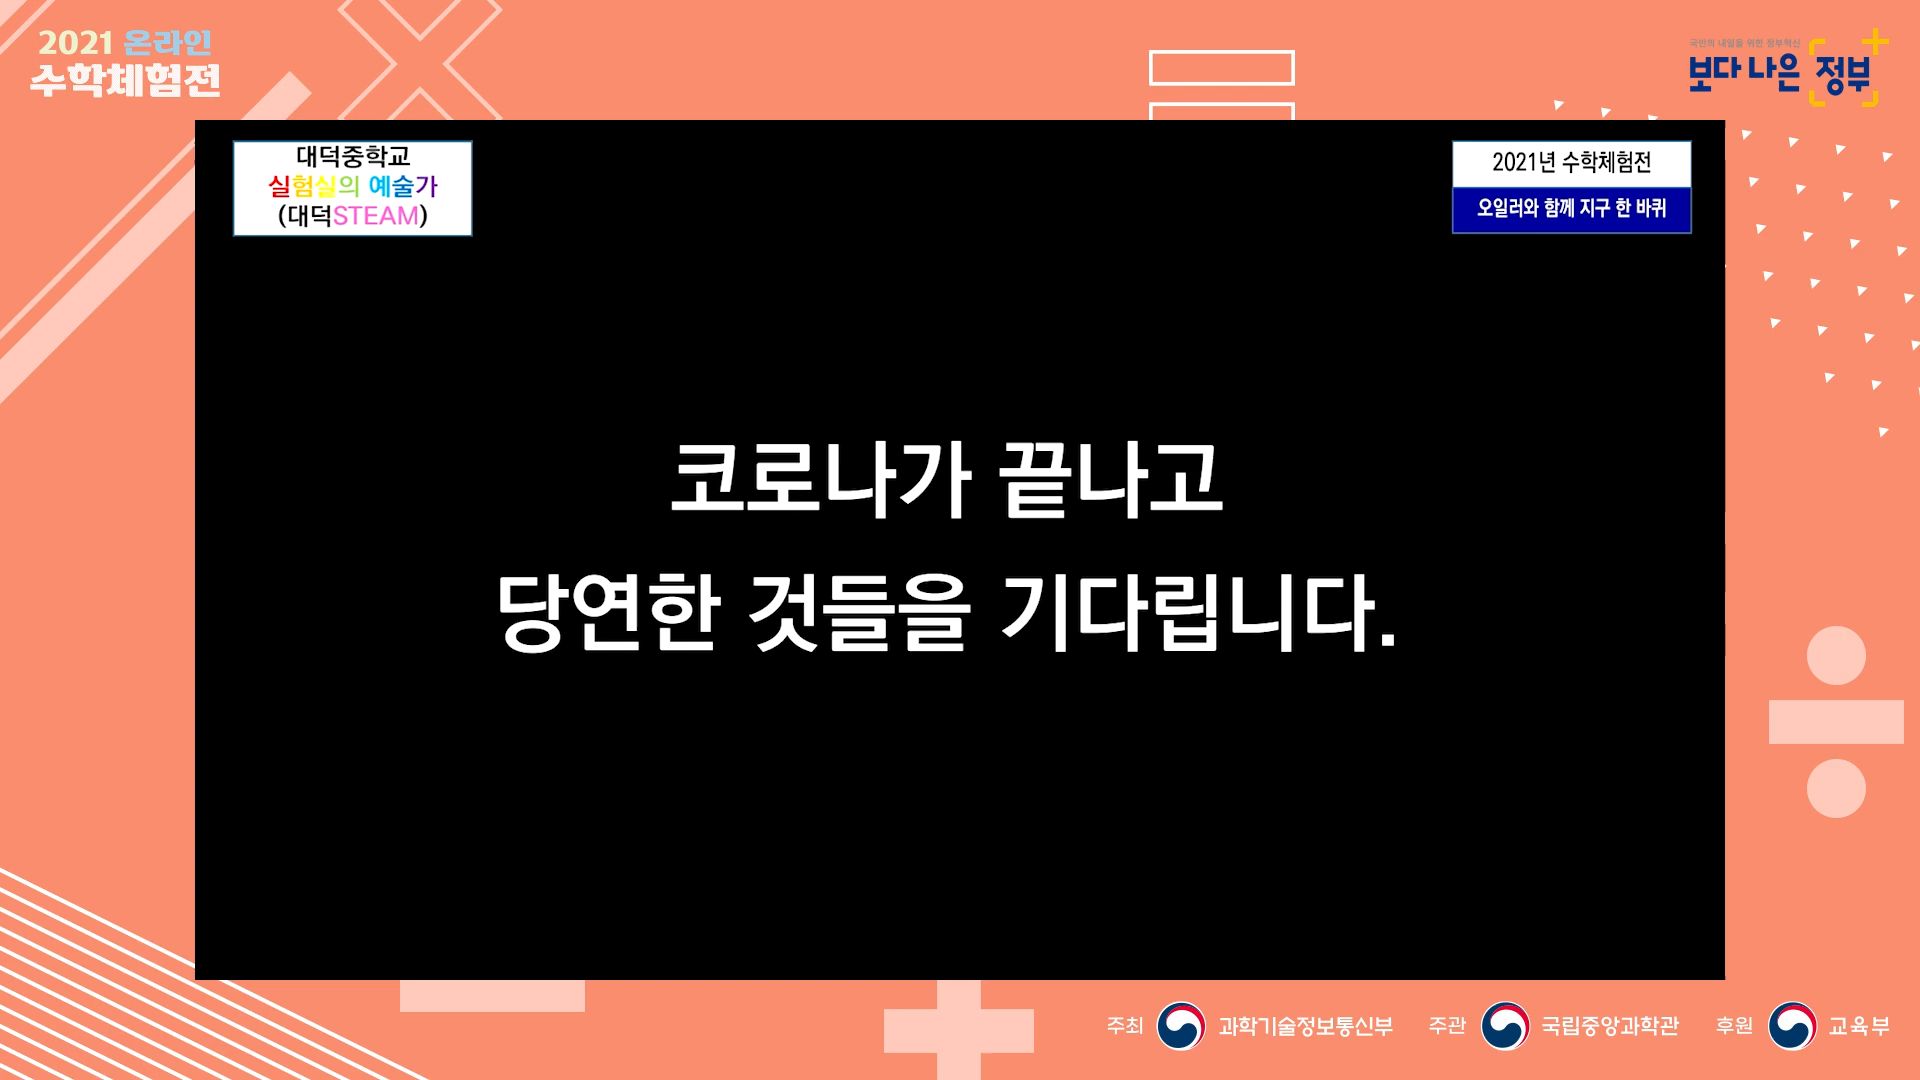 2021 온라인
수학체험전
국민의 내일을 위한 정부혁신
보다 나은 정부
대덕중학교
실험실의 예술가
(대덕STEAM)
2021년 수학체험전
오일러와 함께 지구 한 바퀴
코로나가 끝나고
당연한 것들을 기다립니다.
주최 과학기술정보통신부 주관 국립중앙과학관 후원 교육부